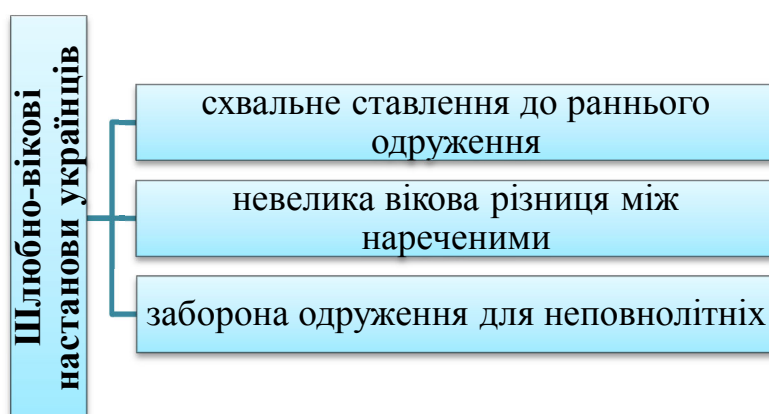 Шлюбно-вікові
настанови українців
схвальне ставлення до раннього
одруження
невелика вікова різниця між
нареченими
заборона одруження для неповнолітніх